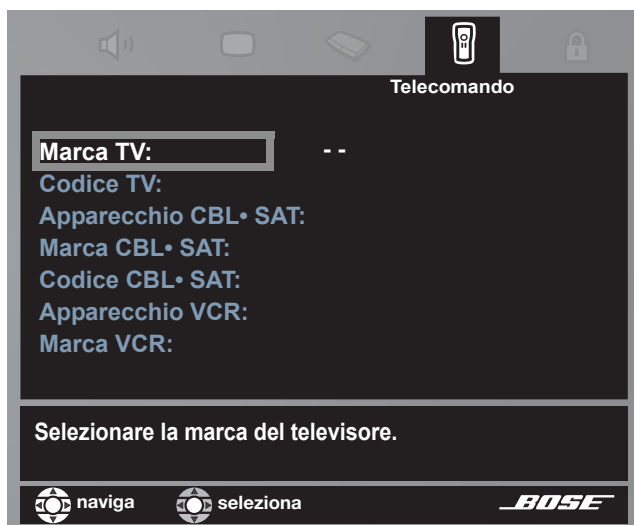 Telecomando
Marca TV: - -
Codice TV:
Apparecchio CBL• SAT:
Marca CBL• SAT:
Codice CBL• SAT:
Apparecchio VCR:
Marca VCR:
Selezionare la marca del televisore.
naviga seleziona BOSE